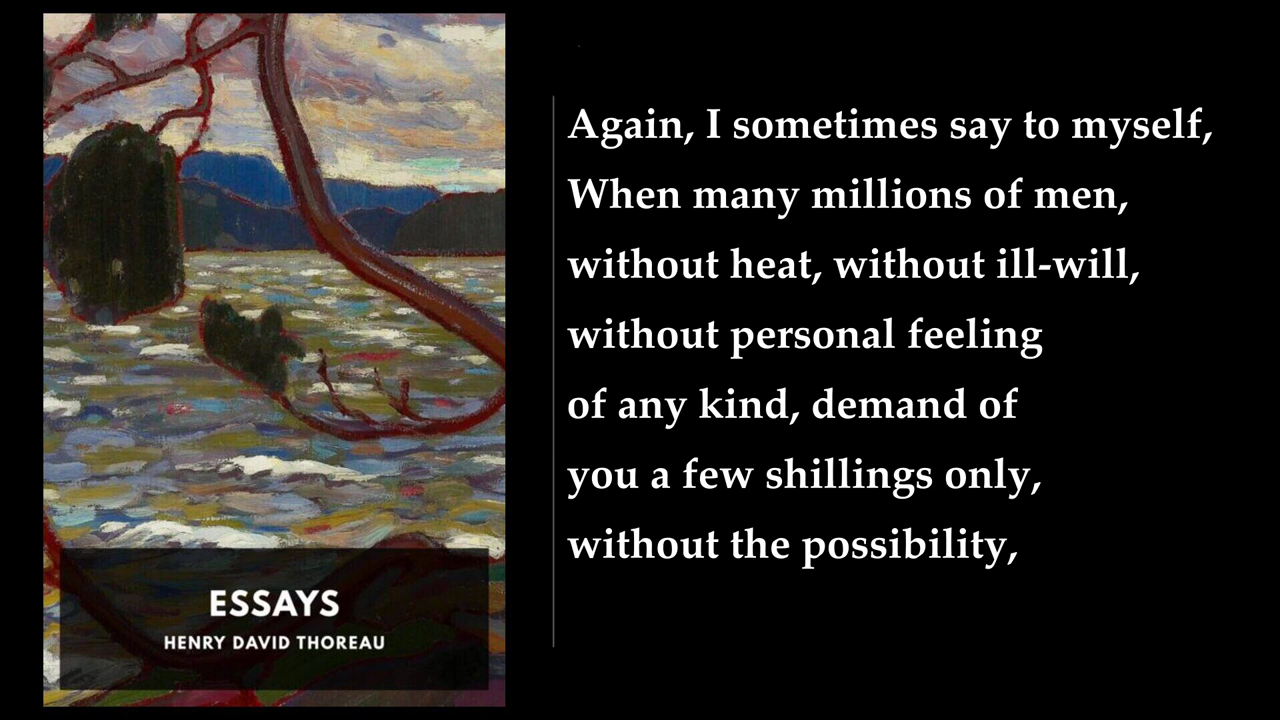 ESSAYS
HENRY DAVID THOREAU
Again, I sometimes say to myself,
When many millions of men,
without heat, without ill-will,
without personal feeling
of any kind, demand of
you a few shillings only,
without the possibility,